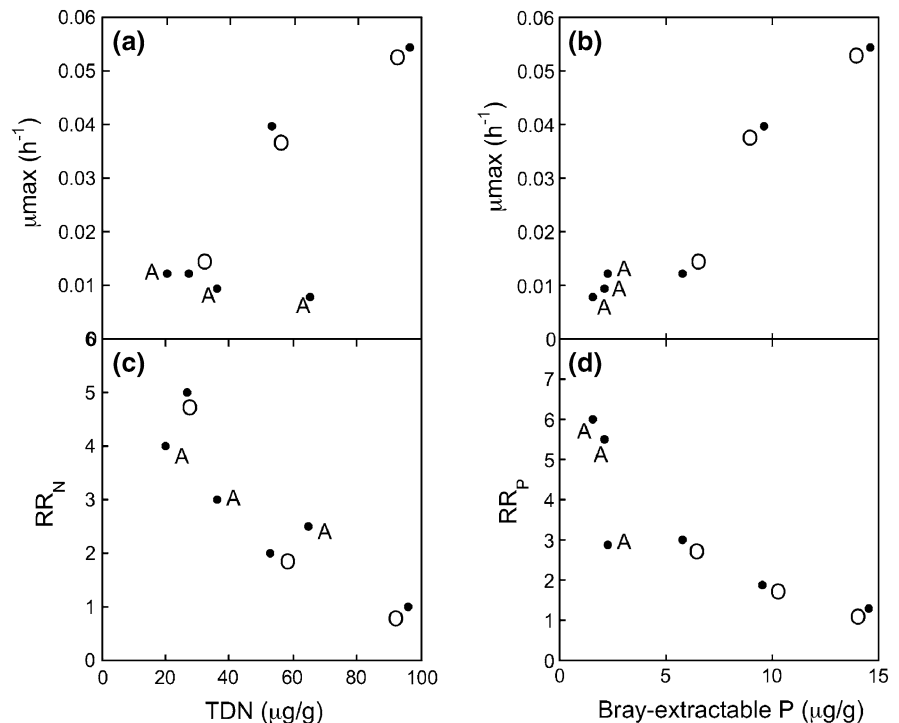 (a)
0.06
0.05
0.04
0.03
0.02
0.01
0
μmax (h⁻¹)
O
O
O
A
A
A
(b)
0.06
0.05
0.04
0.03
0.02
0.01
0
μmax (h⁻¹)
O
O
O
A
A
A
(c)
6
5
4
3
2
1
0
RR_N
O
A
A
A
O
O
0 20 40 60 80 100
TDN (μg/g)
(d)
7
6
5
4
3
2
1
0
RR_P
A
A
A
O
O
O
0 5 10 15
Bray-extractable P (μg/g)